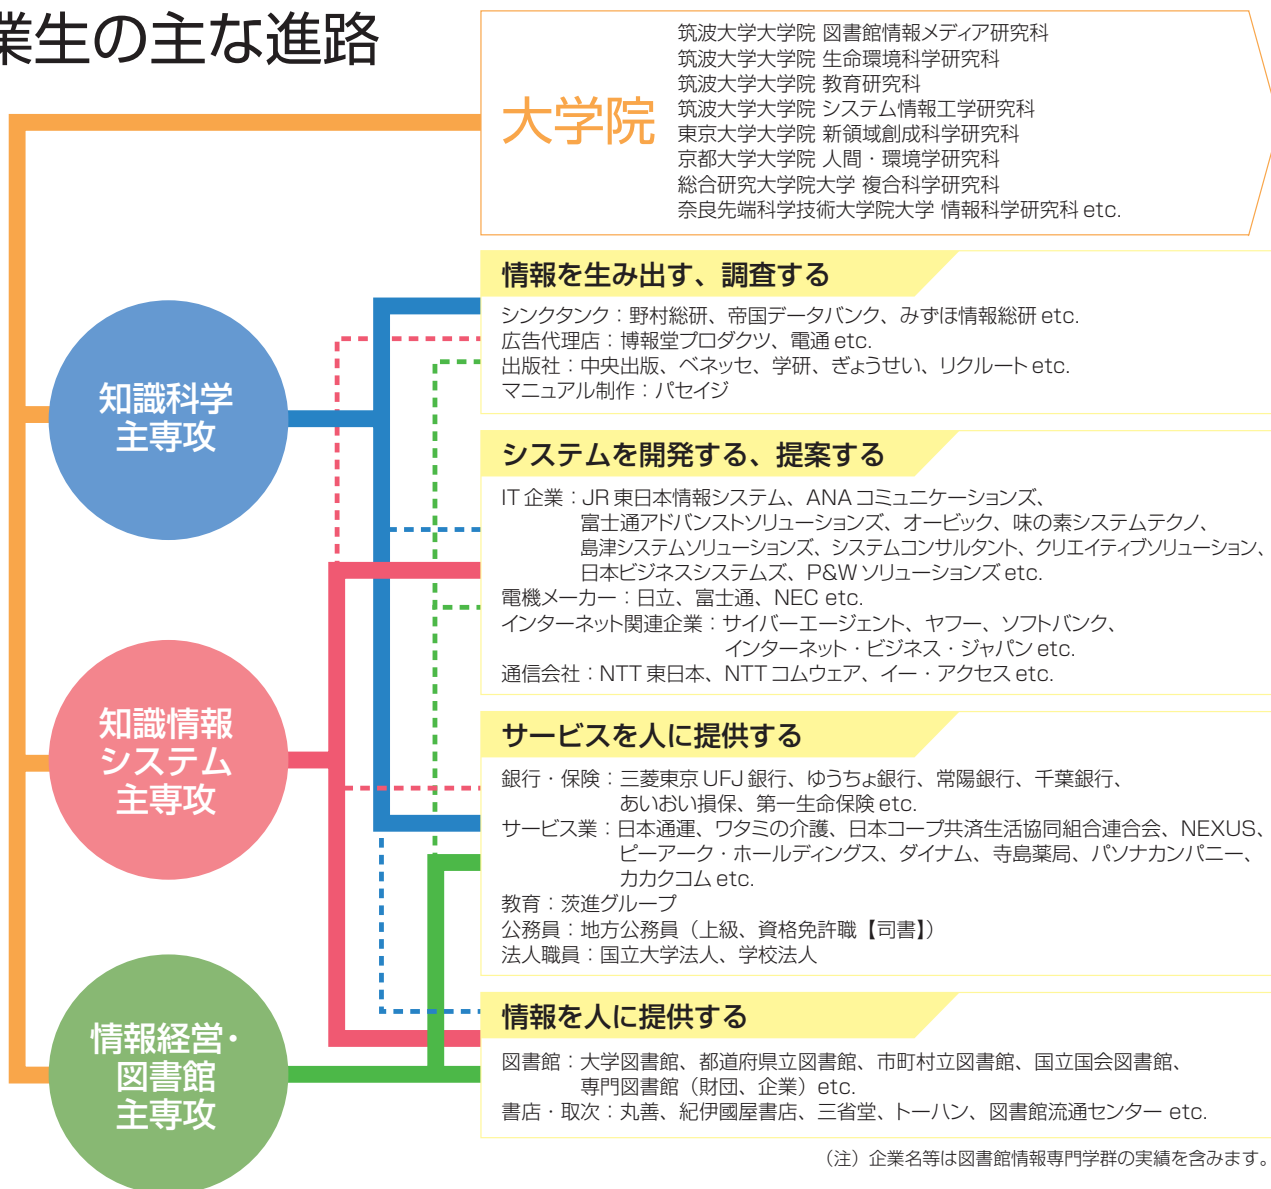 業生の主な進路
大学院
筑波大学大学院 図書館情報メディア研究科
筑波大学大学院 生命環境科学研究科
筑波大学大学院 教育研究科
筑波大学大学院 システム情報工学研究科
東京大学大学院 新領域創成科学研究科
京都大学大学院 人間・環境学研究科
総合研究大学院大学 複合科学研究科
奈良先端科学技術大学院大学 情報科学研究科 etc.
知識科学
主専攻
知識情報
システム
主専攻
情報経営・
図書館
主専攻
情報を生み出す、調査する
シンクタンク：野村総研、帝国データバンク、みずほ情報総研 etc.
広告代理店：博報堂プロダクツ、電通 etc.
出版社：中央出版、ベネッセ、学研、ぎょうせい、リクルート etc.
マニュアル制作：パセイジ
システムを開発する、提案する
IT 企業：JR 東日本情報システム、ANA コミュニケーションズ、
富士通アドバンストソリューションズ、オービック、味の素システムテクノ、
島津システムソリューションズ、システムコンサルタント、クリエイティブソリューション、
日本ビジネスシステムズ、P&W ソリューションズ etc.
電機メーカー：日立、富士通、NEC etc.
インターネット関連企業：サイバーエージェント、ヤフー、ソフトバンク、
インターネット・ビジネス・ジャパン etc.
通信会社：NTT 東日本、NTT コムウェア、イー・アクセス etc.
サービスを人に提供する
銀行・保険：三菱東京 UFJ 銀行、ゆうちょ銀行、常陽銀行、千葉銀行、
あいおい損保、第一生命保険 etc.
サービス業：日本通運、ワタミの介護、日本コープ共済生活協同組合連合会、NEXUS、
ピーアーク・ホールディングス、ダイナム、寺島薬局、パソナカンパニー、
カカクコム etc.
教育：茨進グループ
公務員：地方公務員（上級、資格免許職【司書】）
法人職員：国立大学法人、学校法人
情報を人に提供する
図書館：大学図書館、都道府県立図書館、市町村立図書館、国立国会図書館、
専門図書館（財団、企業）etc.
書店・取次：丸善、紀伊國屋書店、三省堂、トーハン、図書館流通センター etc.
（注）企業名等は図書館情報専門学群の実績を含みます。